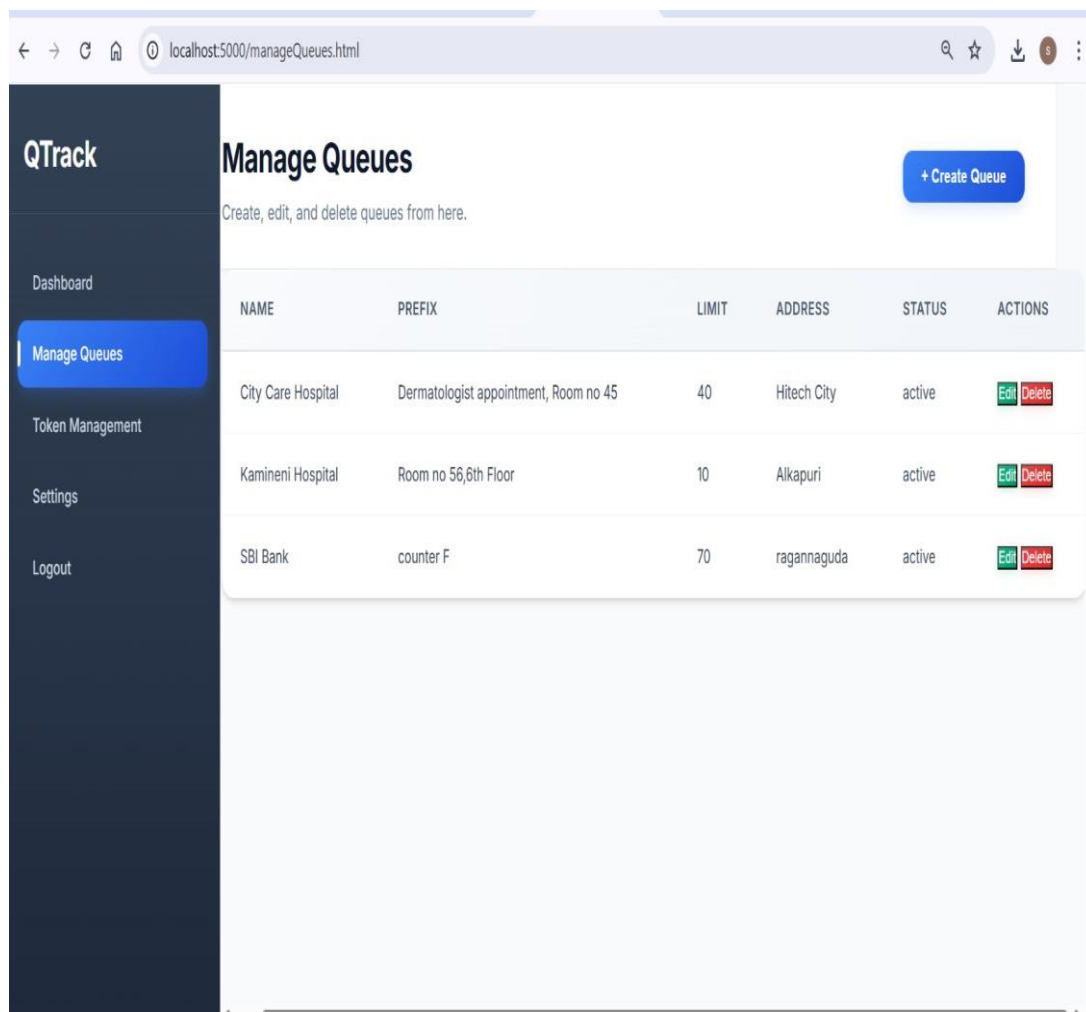 localhost:5000/manageQueues.html
S
QTrack
Dashboard
Manage Queues
Token Management
Settings
Logout
Manage Queues
Create, edit, and delete queues from here.
+ Create Queue
NAME PREFIX LIMIT ADDRESS STATUS ACTIONS
City Care Hospital Dermatologist appointment, Room no 45 40 Hitech City active Edit Delete
Kamineni Hospital Room no 56,6th Floor 10 Alkapuri active Edit Delete
SBI Bank counter F 70 ragannaguda active Edit Delete